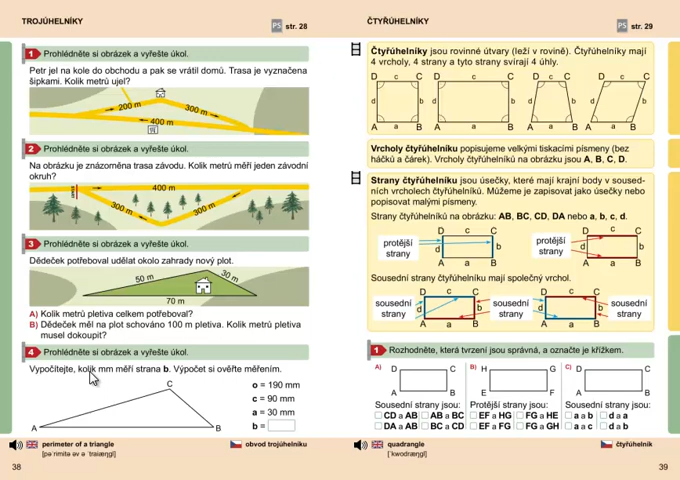 TROJÚHELNÍKY
PS str. 28
1 Prohlédněte si obrázek a vyřešte úkol.
Petr jel na kole do obchodu a pak se vrátil domů. Trasa je vyznačena
šipkami. Kolik metrů ujel?
200 m
300 m
400 m
2 Prohlédněte si obrázek a vyřešte úkol.
Na obrázku je znázorněna trasa závodu. Kolik metrů měří jeden závodní
okruh?
START
400 m
300 m
300 m
3 Prohlédněte si obrázek a vyřešte úkol.
Dědeček potřeboval udělat okolo zahrady nový plot.
50 m
30 m
70 m
A) Kolik metrů pletiva celkem potřeboval?
B) Dědeček měl na plot schováno 100 m pletiva. Kolik metrů pletiva
musel dokoupit?
4 Prohlédněte si obrázek a vyřešte úkol.
Vypočítejte, kolik mm měří strana b. Výpočet si ověřte měřením.
C
A
B
o = 190 mm
c = 90 mm
a = 30 mm
b =
perimeter of a triangle
[pəˈrimitə əv ə ˈtraiæŋgl]
obvod trojúhelníku
38
ČTYŘÚHELNÍKY
PS str. 29
Čtyřúhelníky jsou rovinné útvary (leží v rovině). Čtyřúhelníky mají
4 vrcholy, 4 strany a tyto strany svírají 4 úhly.
D c C D c C D c C D c C
d b d b d b d b
A a B A a B A a B A a B
Vrcholy čtyřúhelníku popisujeme velkými tiskacími písmeny (bez
háčků a čárek). Vrcholy čtyřúhelníků na obrázku jsou A, B, C, D.
Strany čtyřúhelníku jsou úsečky, které mají krajní body v soused-
ních vrcholech čtyřúhelníků. Můžeme je zapisovat jako úsečky nebo
popisovat malými písmeny.
Strany čtyřúhelníků na obrázku: AB, BC, CD, DA nebo a, b, c, d.
D c C D c C
protější
strany
d b
protější
strany
d b
A a B A a B
Sousední strany čtyřúhelníku mají společný vrchol.
D c C D c C
sousední
strany
d b
sousední
strany
d b
sousední
strany
A a B A a B
1 Rozhodněte, která tvrzení jsou správná, a označte je křížkem.
A) D C B) H G C) D C
A B E F A B
Sousední strany jsou: Protější strany jsou: Sousední strany jsou:
CD a AB AB a BC EF a HG FG a HE a a b d a a
DA a AB BC a CD EF a FG FG a GH a a c d a b
quadrangle
[ˈkwodræŋgl]
čtyřúhelník
39